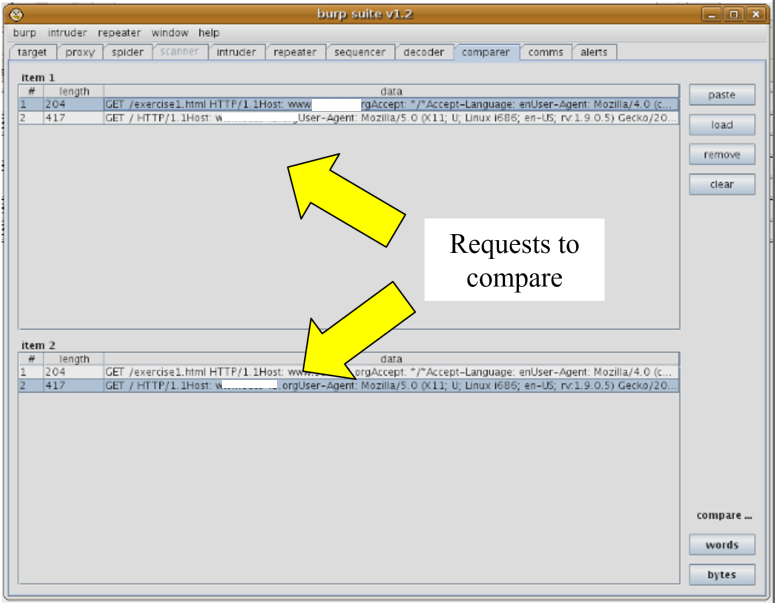 burp suite v1.2
burp intruder repeater window help
target proxy spider scanner intruder repeater sequencer decoder comparer comms alerts
item 1
# length data
1 204 GET /exercise1.html HTTP/1.1Host: www rgAccept: */*Accept-Language: enUser-Agent: Mozilla/4.0 (c...
2 417 GET / HTTP/1.1Host: w User-Agent: Mozilla/5.0 (X11; U; Linux i686; en-US; rv:1.9.0.5) Gecko/20...
paste
load
remove
clear
Requests to
compare
item 2
# length data
1 204 GET /exercise1.html HTTP/1.1Host: www orgAccept: */*Accept-Language: enUser-Agent: Mozilla/4.0 (c...
2 417 GET / HTTP/1.1Host: w .orgUser-Agent: Mozilla/5.0 (X11; U; Linux i686; en-US; rv:1.9.0.5) Gecko/20...
compare ...
words
bytes